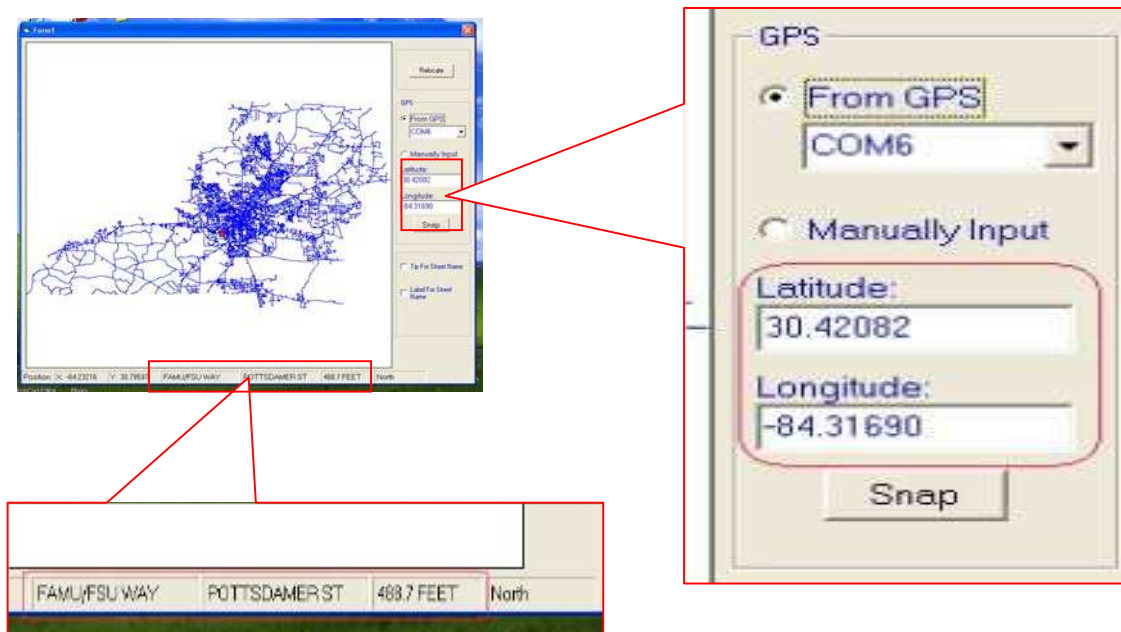 Form1
Relocate
GPS
From GPS
COM6
Manually Input
Latitude:
30.42082
Longitude:
-84.31690
Snap
Tip For Street Name
Label For Street
Name
FAMU/FSU WAY POTTSDAMER ST 488.7 FEET North
GPS
From GPS
COM6
Manually Input
Latitude:
30.42082
Longitude:
-84.31690
Snap
FAMU/FSU WAY POTTSDAMER ST 488.7 FEET North